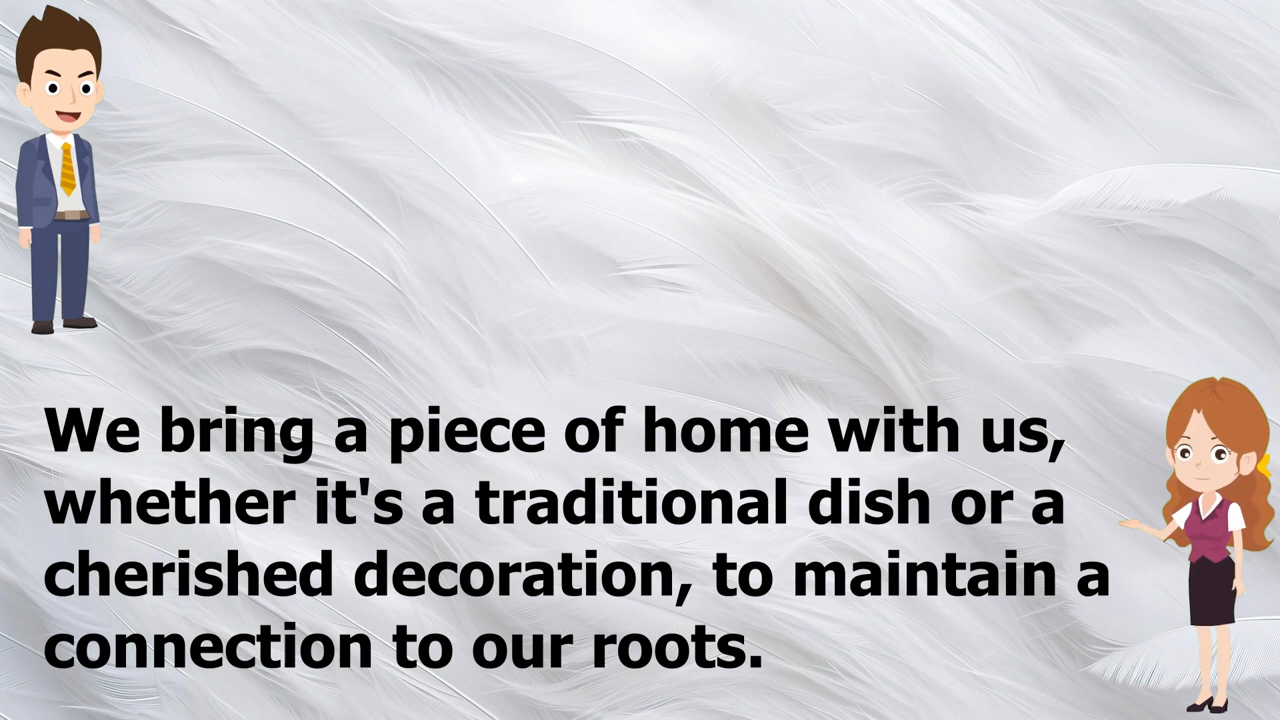 We bring a piece of home with us,
whether it's a traditional dish or a
cherished decoration, to maintain a
connection to our roots.